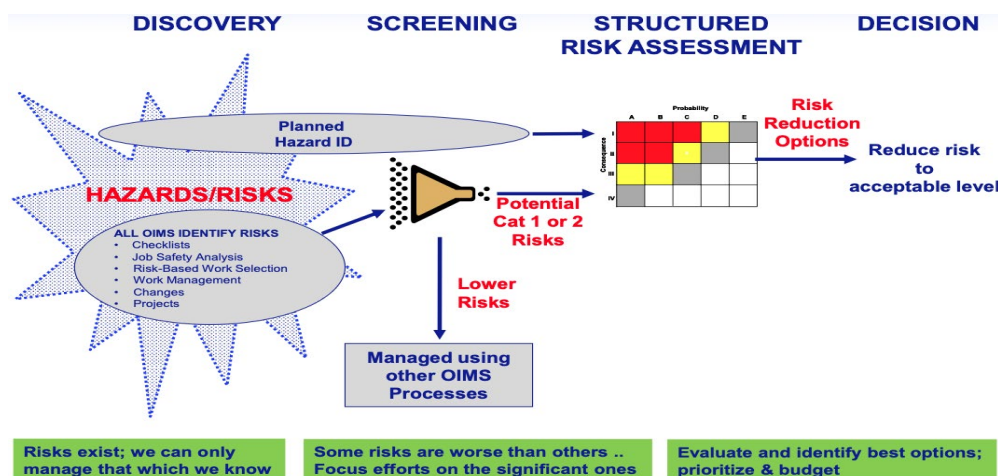 DISCOVERY
SCREENING
STRUCTURED
RISK ASSESSMENT
DECISION
Planned
Hazard ID
HAZARDS/RISKS
ALL OIMS IDENTIFY RISKS
• Checklists
• Job Safety Analysis
• Risk-Based Work Selection
• Work Management
• Changes
• Projects
Potential
Cat 1 or 2
Risks
Lower
Risks
Managed using
other OIMS
Processes
Probability
A B C D E
Consequence
I
II
III
IV
Risk
Reduction
Options
Reduce risk
to
acceptable level
Risks exist; we can only
manage that which we know
Some risks are worse than others ..
Focus efforts on the significant ones
Evaluate and identify best options;
prioritize & budget